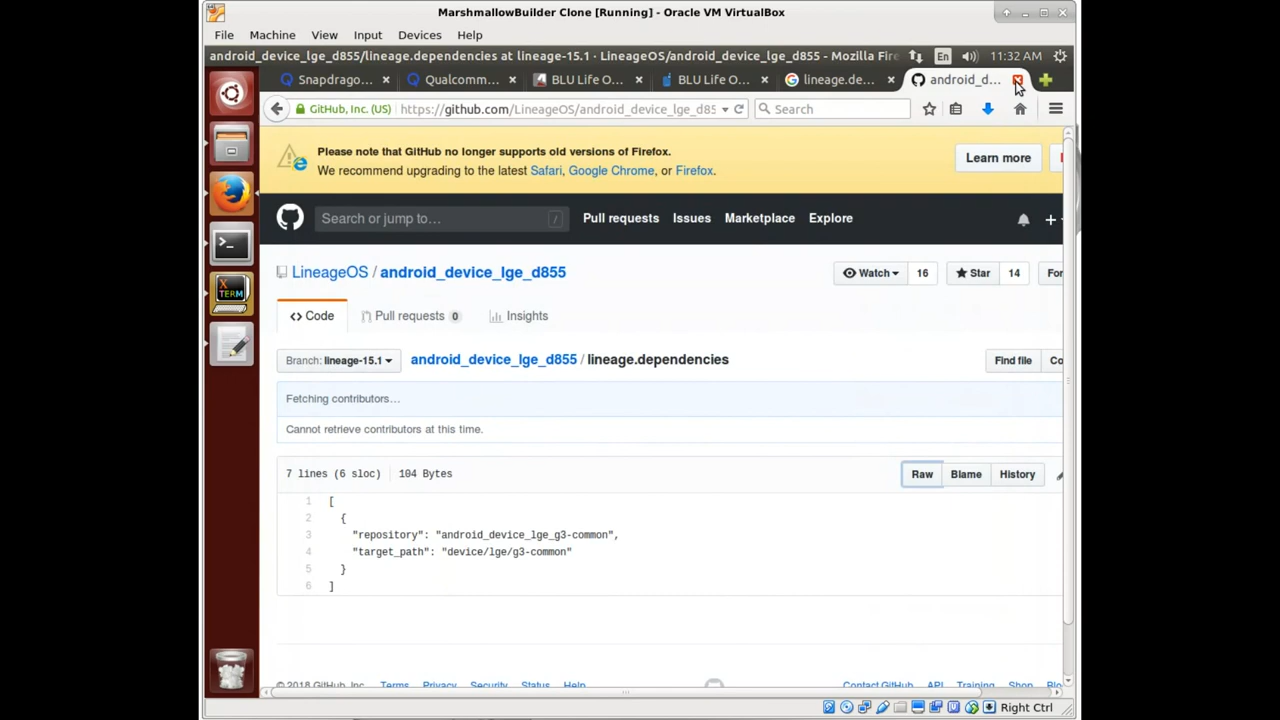 MarshmallowBuilder Clone [Running] - Oracle VM VirtualBox
File Machine View Input Devices Help
android_device_lge_d855/lineage.dependencies at lineage-15.1 · LineageOS/android_device_lge_d855 - Mozilla Fire
En 11:32 AM
Snapdrago... Qualcomm... BLU Life O... BLU Life O... lineage.de... android_d...
GitHub, Inc. (US) https://github.com/LineageOS/android_device_lge_d85 Search
Please note that GitHub no longer supports old versions of Firefox.
We recommend upgrading to the latest Safari, Google Chrome, or Firefox.
Learn more
Search or jump to… / Pull requests Issues Marketplace Explore
LineageOS / android_device_lge_d855 Watch 16 Star 14 For
Code Pull requests 0 Insights
Branch: lineage-15.1 android_device_lge_d855 / lineage.dependencies Find file Co
Fetching contributors…
Cannot retrieve contributors at this time.
7 lines (6 sloc) 104 Bytes Raw Blame History
1 [
2 {
3 "repository": "android_device_lge_g3-common",
4 "target_path": "device/lge/g3-common"
5 }
6 ]
© 2018 GitHub, Inc. Terms Privacy Security Status Help Contact GitHub API Training Shop Blo
XTERM
Right Ctrl